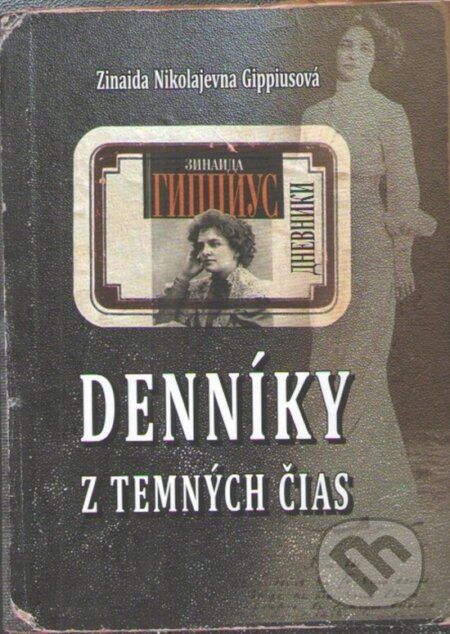 Zinaida Nikolajevna Gippiusová
ЗИНАИДА
ГИППИУС
ДНЕВНИКИ
DENNÍKY
Z TEMNÝCH ČIAS